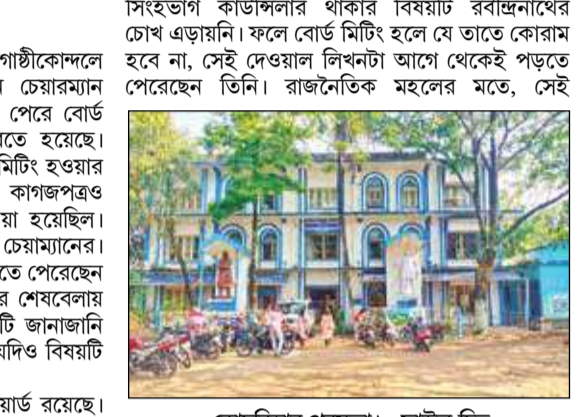 গাষ্ঠীকোন্দলে
চেয়ারম্যান
পেরে বোর্ড
রতে হয়েছে।
মিটিং হওয়ার
কাগজপত্রও
য়া হয়েছিল।
চেয়াম্যানের।
তে পেরেছেন
র শেষবেলায়
টি জানাজানি
যদিও বিষয়টি
য়ার্ড রয়েছে।
সিংহভাগ কাউন্সিলার থাকার বিষয়টি রবীন্দ্রনাথের
চোখ এড়ায়নি। ফলে বোর্ড মিটিং হলে যে তাতে কোরাম
হবে না, সেই দেওয়াল লিখনটা আগে থেকেই পড়তে
পেরেছেন তিনি। রাজনৈতিক মহলের মতে, সেই